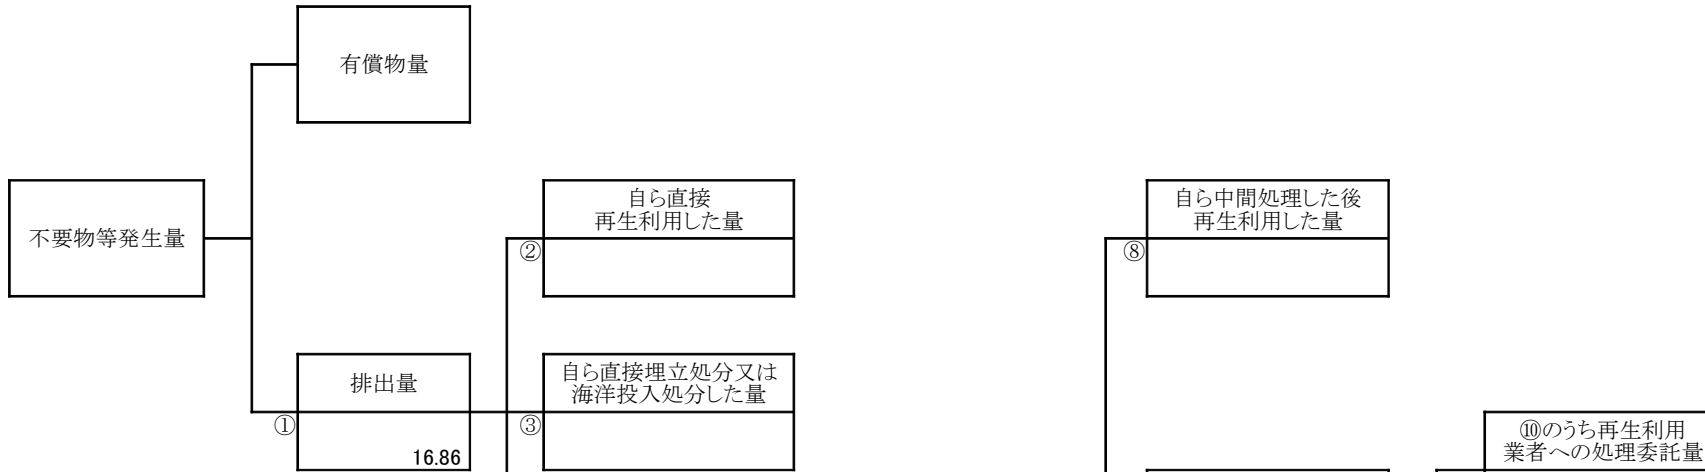 有償物量
不要物等発生量
自ら直接
再生利用した量
②
自ら中間処理した後
再生利用した量
⑧
排出量
①
16.86
自ら直接埋立処分又は
海洋投入処分した量
③
⑩のうち再生利用
業者への処理委託量